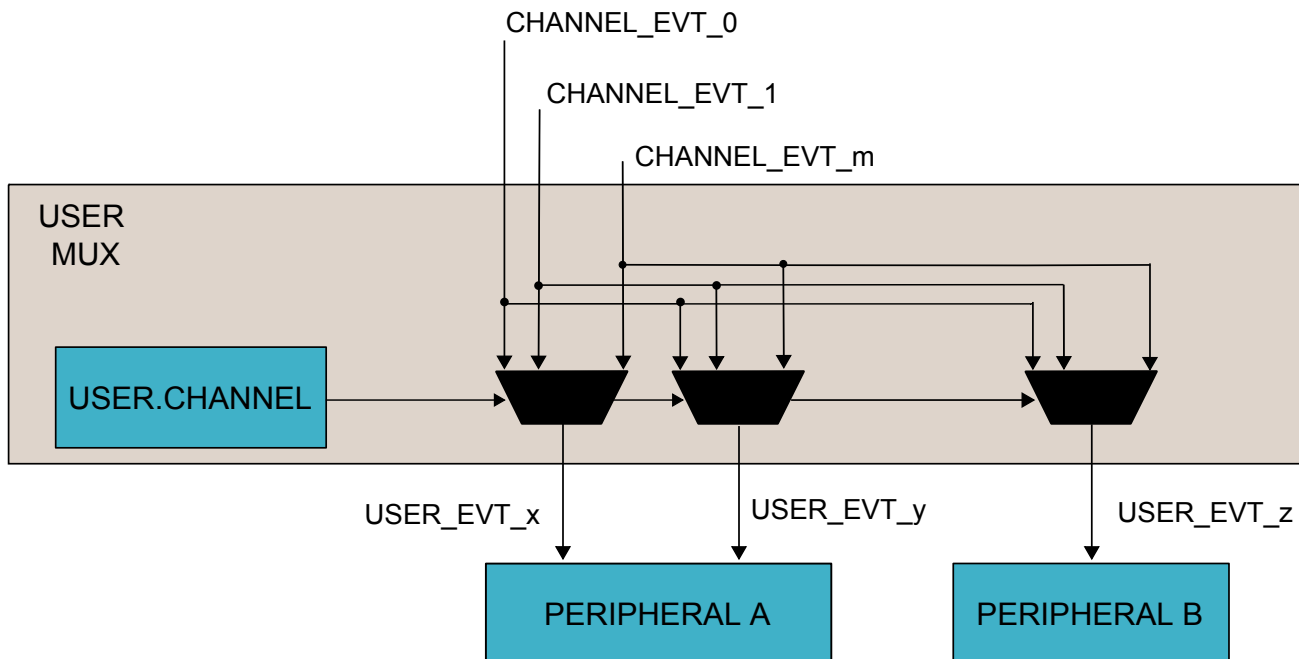 CHANNEL_EVT_0
CHANNEL_EVT_1
CHANNEL_EVT_m
USER
MUX
USER.CHANNEL
USER_EVT_x
USER_EVT_y
USER_EVT_z
PERIPHERAL A
PERIPHERAL B